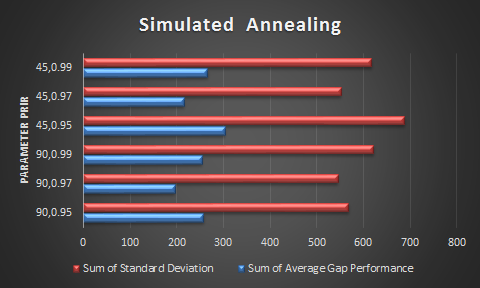 Simulated Annealing
PARAMETER PRIR
45,0.99
45,0.97
45,0.95
90,0.99
90,0.97
90,0.95
0 100 200 300 400 500 600 700 800
Sum of Standard Deviation Sum of Average Gap Performance